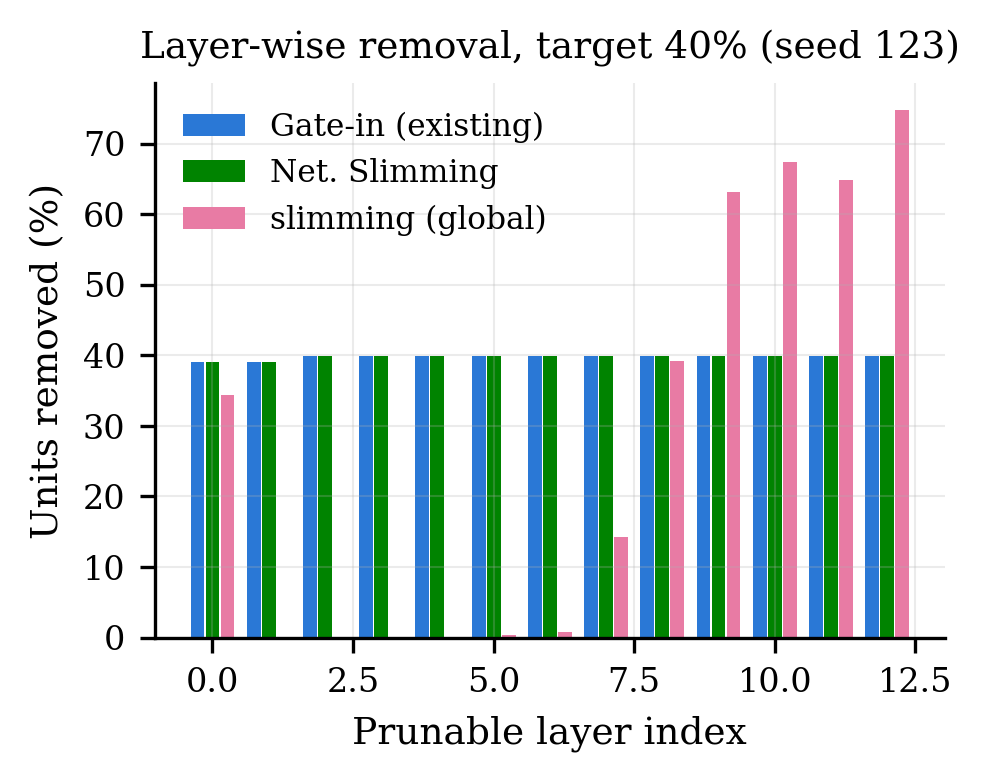 Layer-wise removal, target 40% (seed 123)
Gate-in (existing)
Net. Slimming
slimming (global)
Units removed (%)
70
60
50
40
30
20
10
0
0.0 2.5 5.0 7.5 10.0 12.5
Prunable layer index